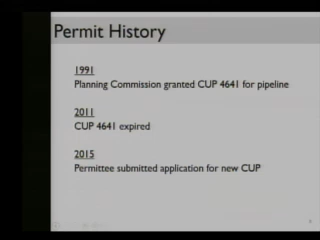 Permit History
1991
Planning Commission granted CUP 4641 for pipeline
2011
CUP 4641 expired
2015
Permittee submitted application for new CUP